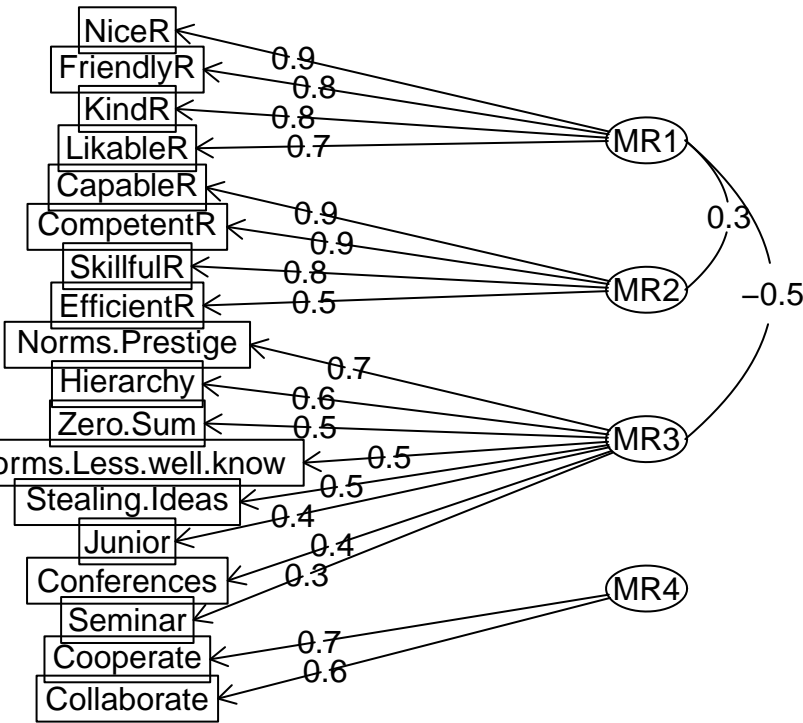 NiceR
FriendlyR
KindR
LikableR
CapableR
CompetentR
SkillfulR
EfficientR
Norms.Prestige
Hierarchy
Zero.Sum
orms.Less.well.know
Stealing.Ideas
Junior
Conferences
Seminar
Cooperate
Collaborate
0.9
0.8
0.8
0.7
0.9
0.9
0.8
0.5
0.7
0.6
0.5
0.5
0.5
0.4
0.4
0.3
0.7
0.6
MR1
MR2
MR3
MR4
0.3
−0.5